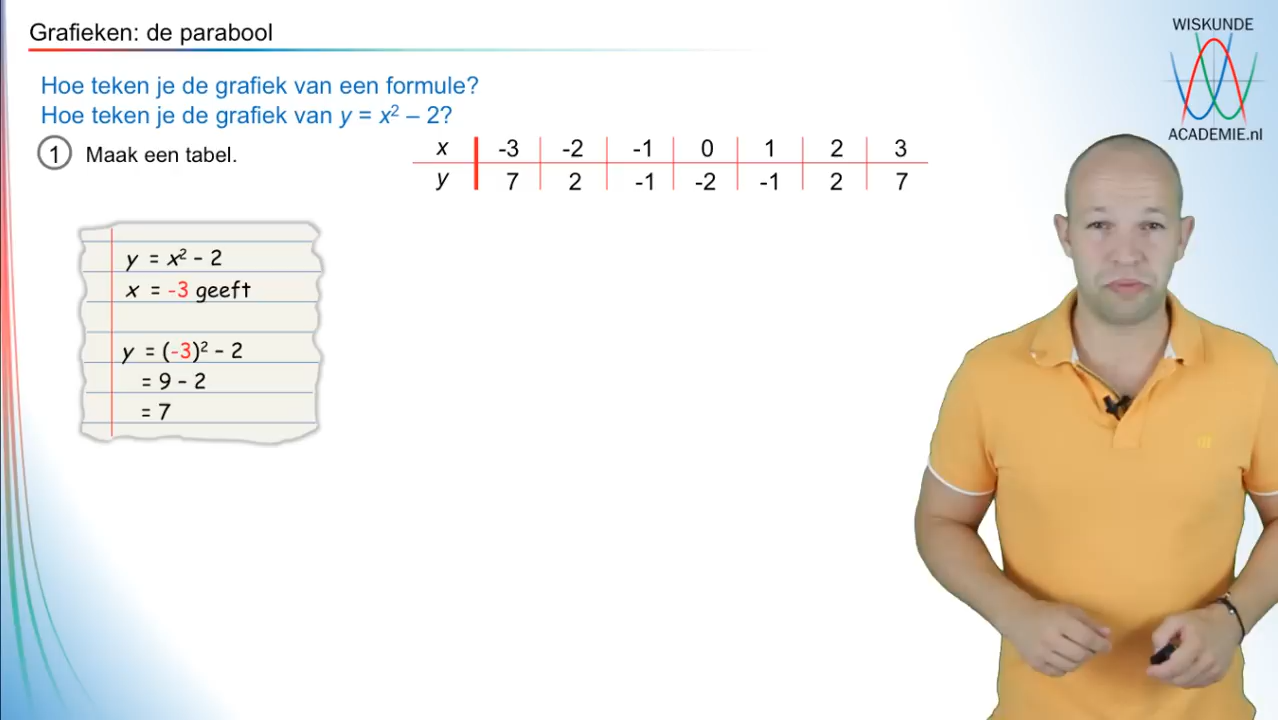 Grafieken: de parabool
WISKUNDE
ACADEMIE.nl
Hoe teken je de grafiek van een formule?
Hoe teken je de grafiek van y = x² – 2?
1 Maak een tabel.
x -3 -2 -1 0 1 2 3
y 7 2 -1 -2 -1 2 7
y = x² - 2
x = -3 geeft
y = (-3)² - 2
= 9 - 2
= 7